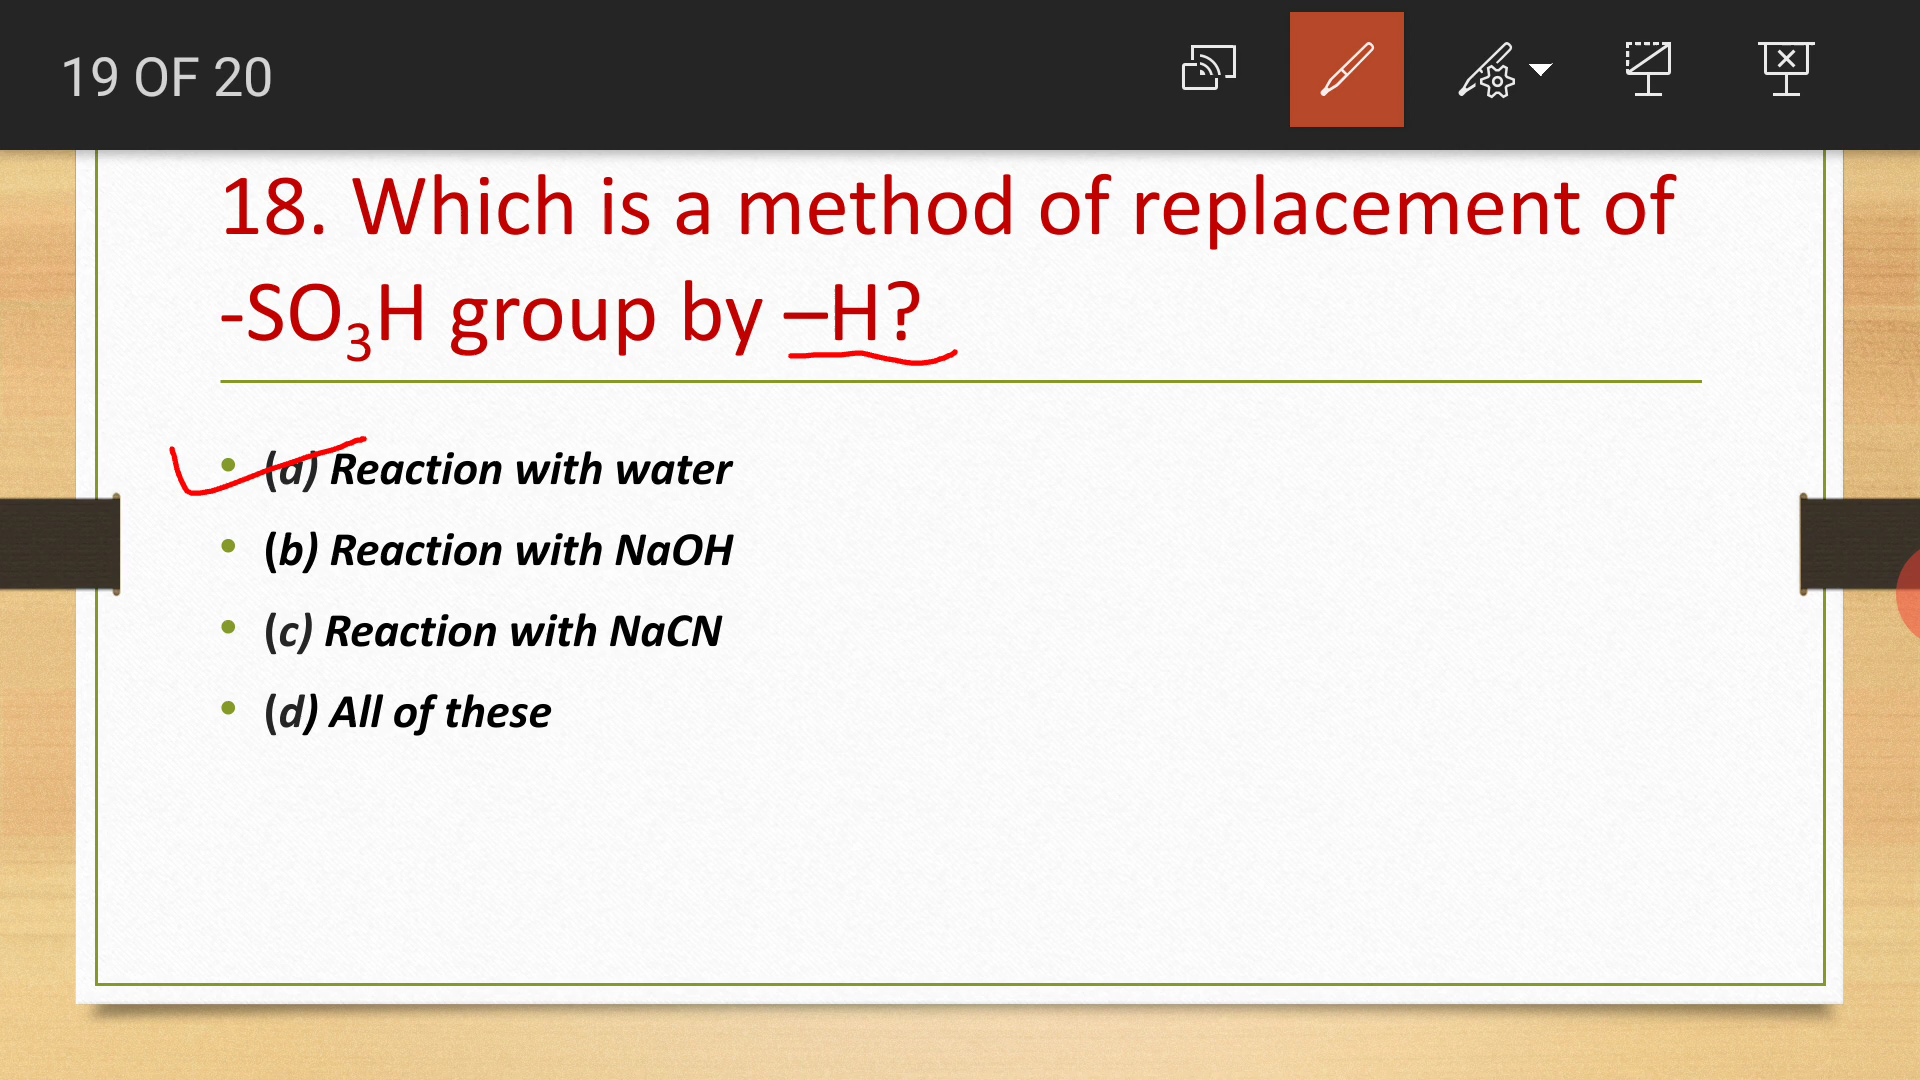 19 OF 20
18. Which is a method of replacement of
-SO₃H group by –H?
• (a) Reaction with water
• (b) Reaction with NaOH
• (c) Reaction with NaCN
• (d) All of these